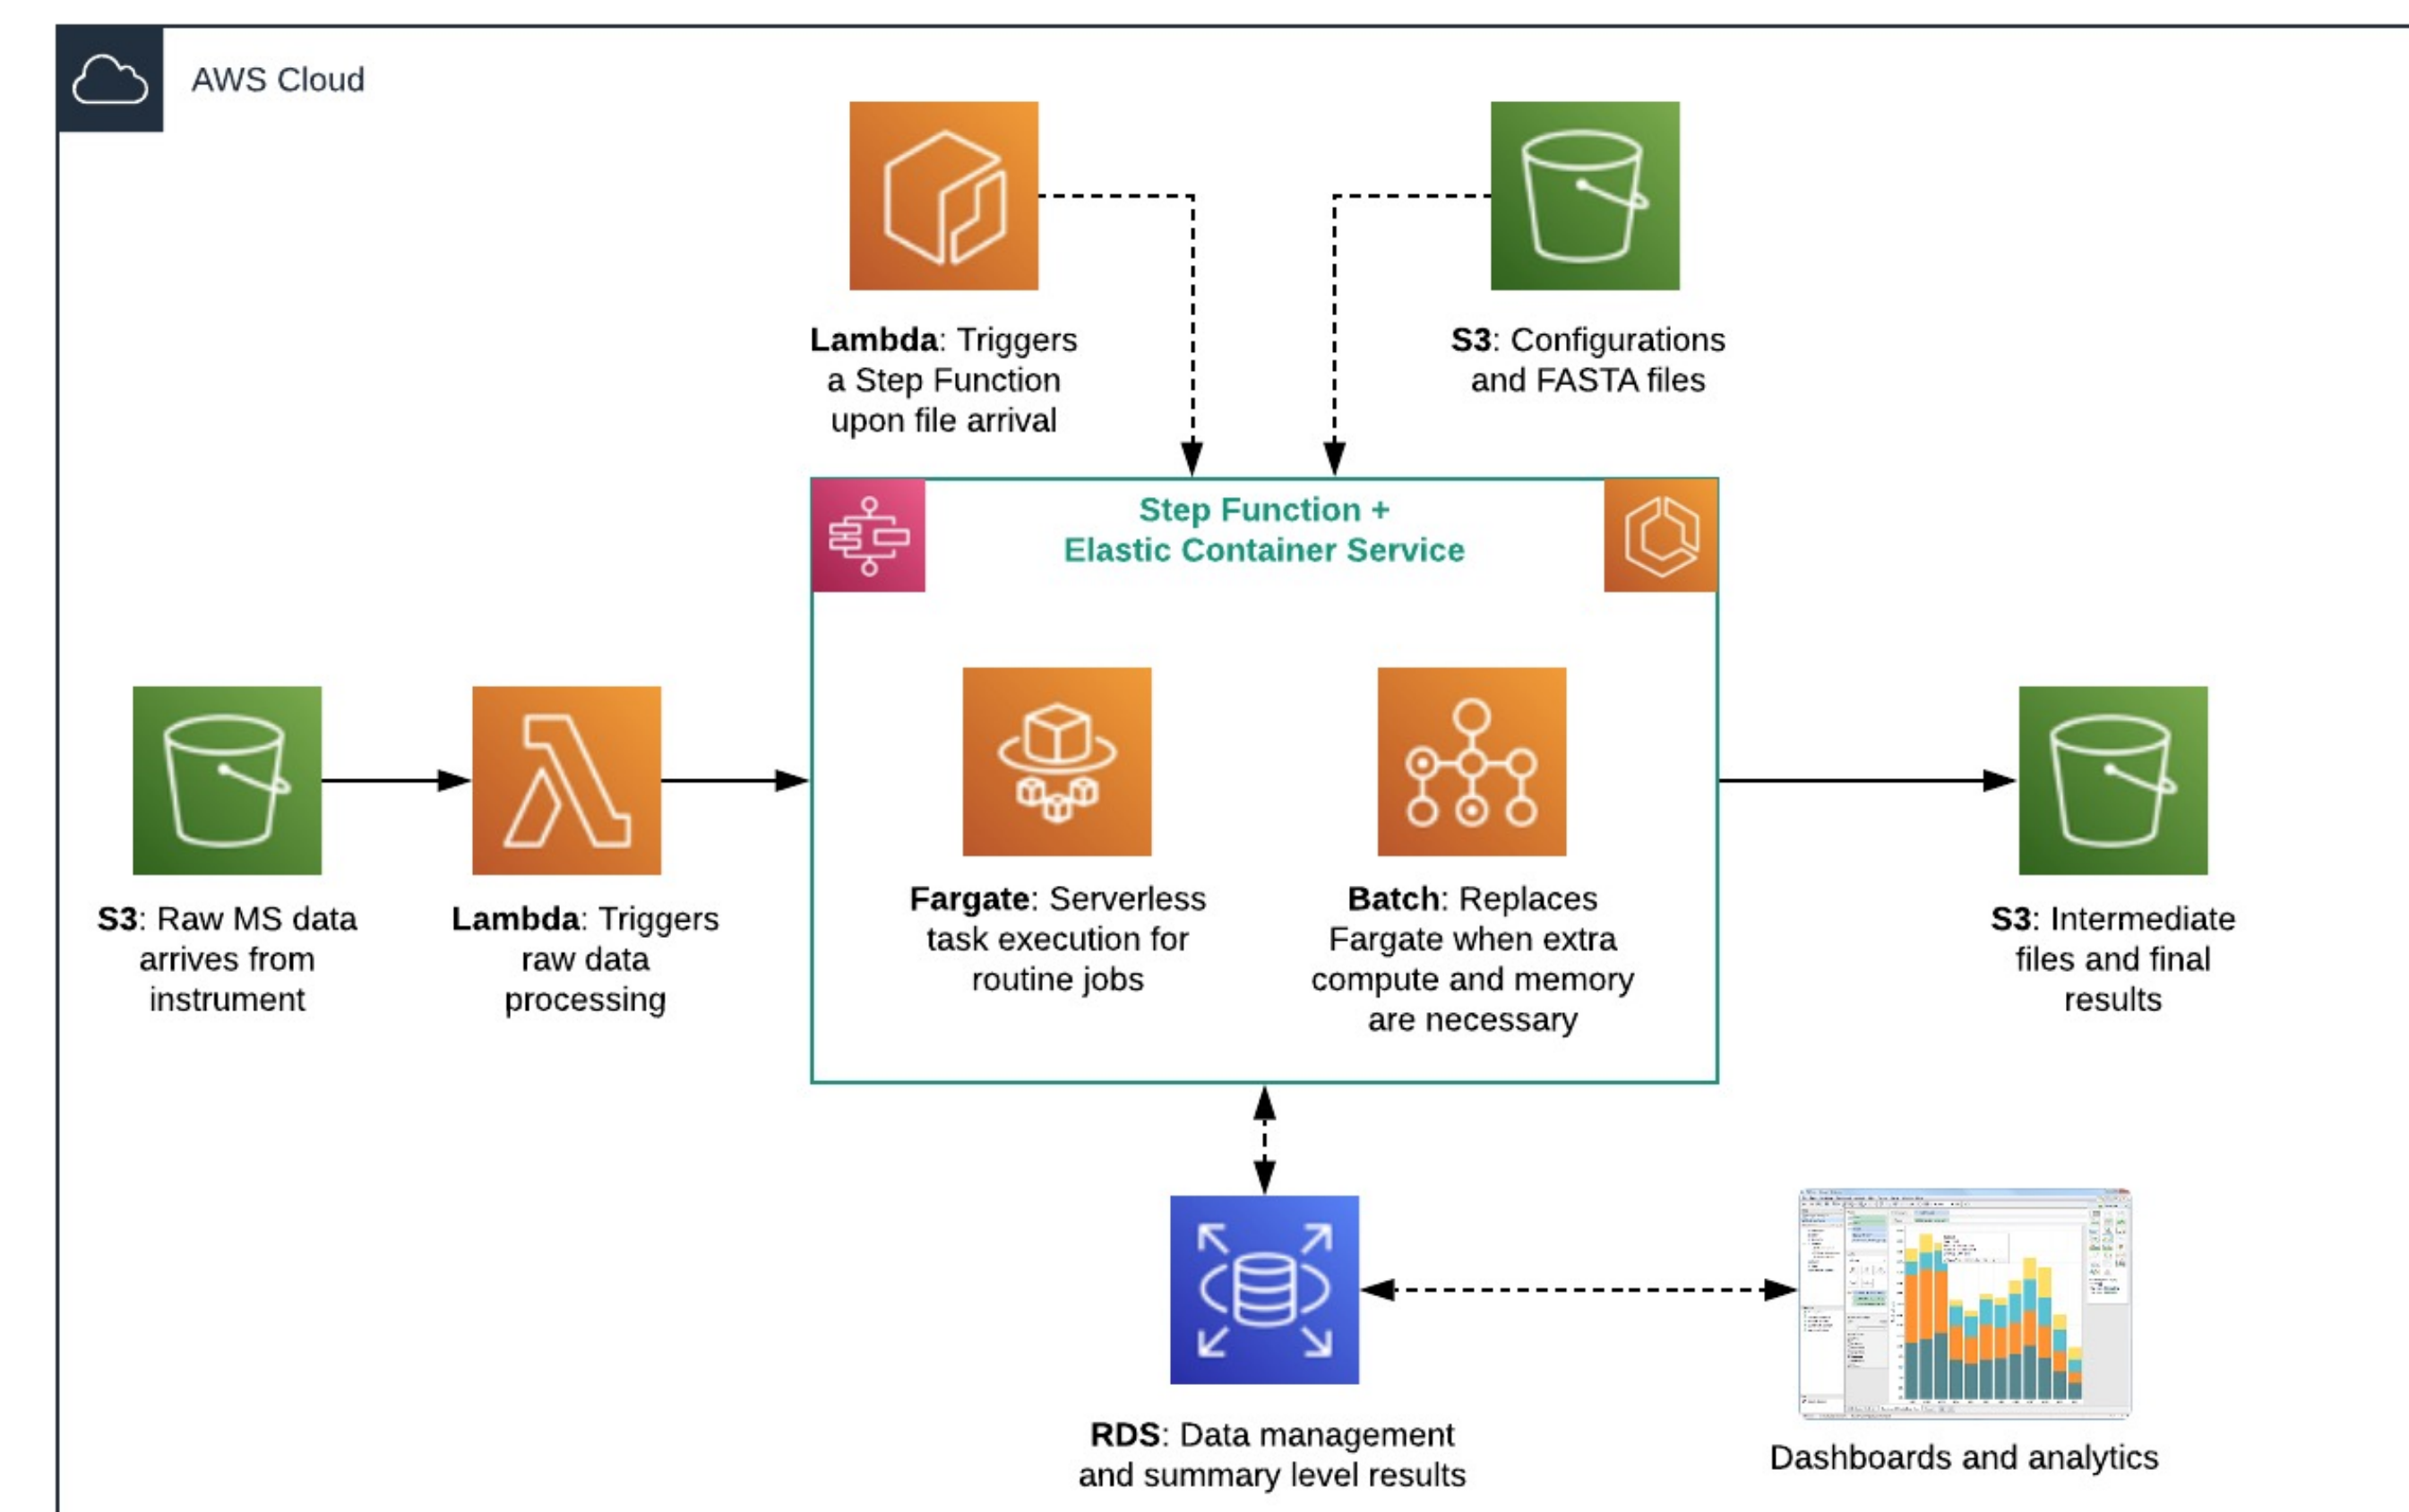 AWS Cloud
Lambda: Triggers
a Step Function
upon file arrival
S3: Configurations
and FASTA files
Step Function +
Elastic Container Service
S3: Raw MS data
arrives from
instrument
Lambda: Triggers
raw data
processing
Fargate: Serverless
task execution for
routine jobs
Batch: Replaces
Fargate when extra
compute and memory
are necessary
S3: Intermediate
files and final
results
RDS: Data management
and summary level results
Dashboards and analytics